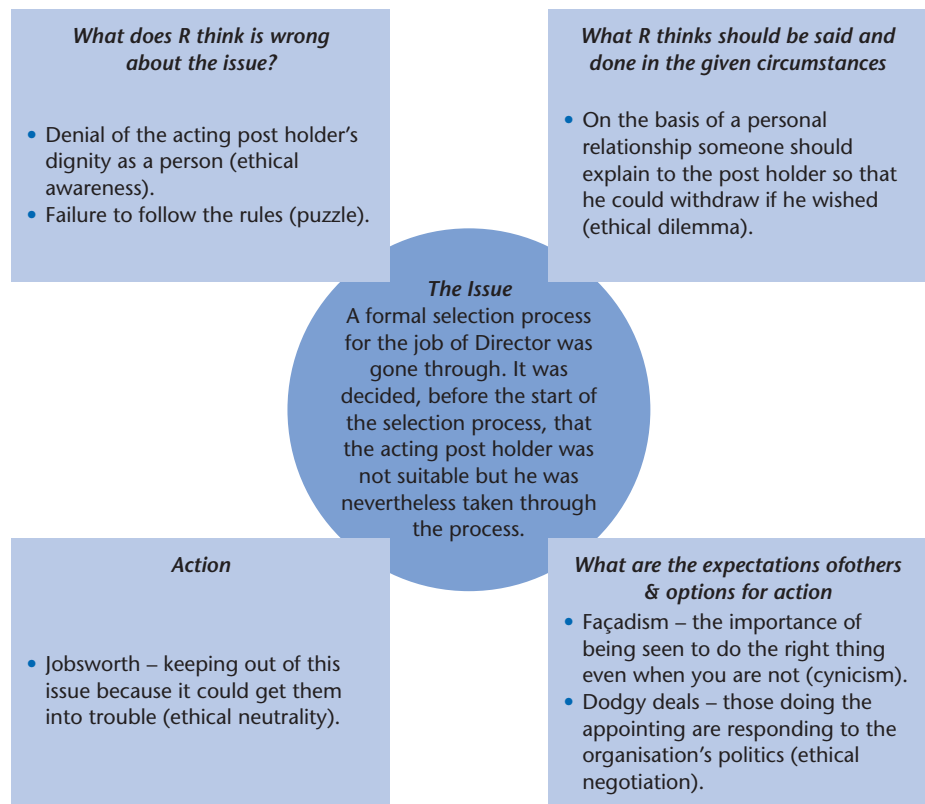 What does R think is wrong
about the issue?
• Denial of the acting post holder's
dignity as a person (ethical
awareness).
• Failure to follow the rules (puzzle).
What R thinks should be said and
done in the given circumstances
• On the basis of a personal
relationship someone should
explain to the post holder so that
he could withdraw if he wished
(ethical dilemma).
The Issue
A formal selection process
for the job of Director was
gone through. It was
decided, before the start of
the selection process, that
the acting post holder was
not suitable but he was
nevertheless taken through
the process.
Action
• Jobsworth – keeping out of this
issue because it could get them
into trouble (ethical neutrality).
What are the expectations ofothers
& options for action
• Façadism – the importance of
being seen to do the right thing
even when you are not (cynicism).
• Dodgy deals – those doing the
appointing are responding to the
organisation's politics (ethical
negotiation).